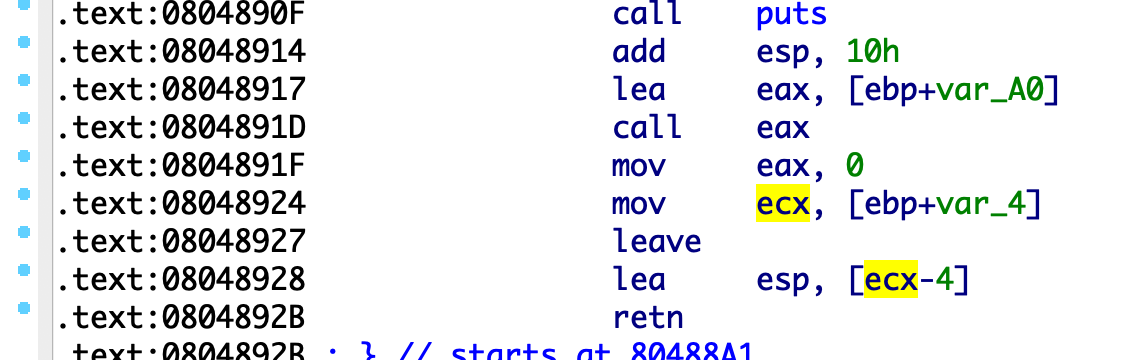 .text:0804890F call puts
.text:08048914 add esp, 10h
.text:08048917 lea eax, [ebp+var_A0]
.text:0804891D call eax
.text:0804891F mov eax, 0
.text:08048924 mov ecx, [ebp+var_4]
.text:08048927 leave
.text:08048928 lea esp, [ecx-4]
.text:0804892B retn
.text:0804892B ; } // starts at 80488A1